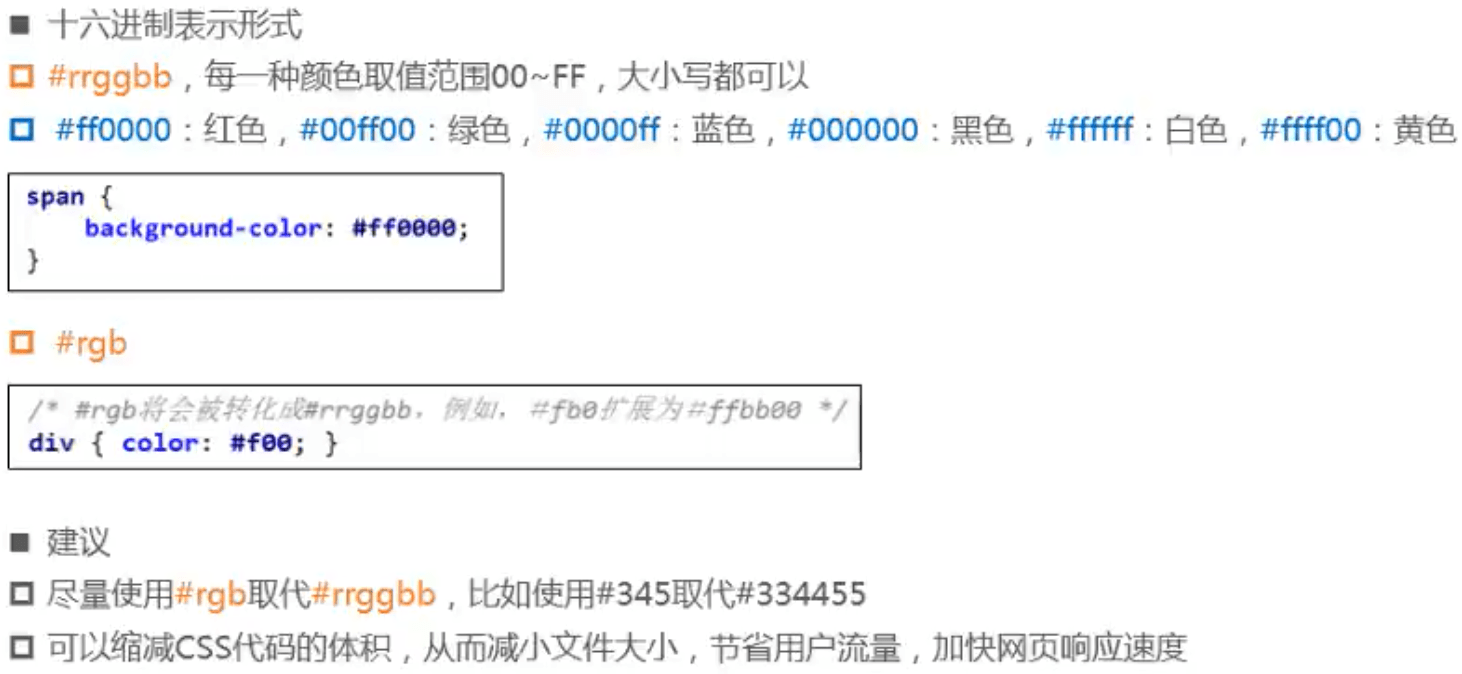 ■ 十六进制表示形式
#rrggbb，每一种颜色取值范围00~FF，大小写都可以
#ff0000：红色，#00ff00：绿色，#0000ff：蓝色，#000000：黑色，#ffffff：白色，#ffff00：黄色
span {
background-color: #ff0000;
}
#rgb
/* #rgb将会被转化成#rrggbb，例如，#fb0扩展为#ffbb00 */
div { color: #f00; }
■ 建议
尽量使用#rgb取代#rrggbb，比如使用#345取代#334455
可以缩减CSS代码的体积，从而减小文件大小，节省用户流量，加快网页响应速度